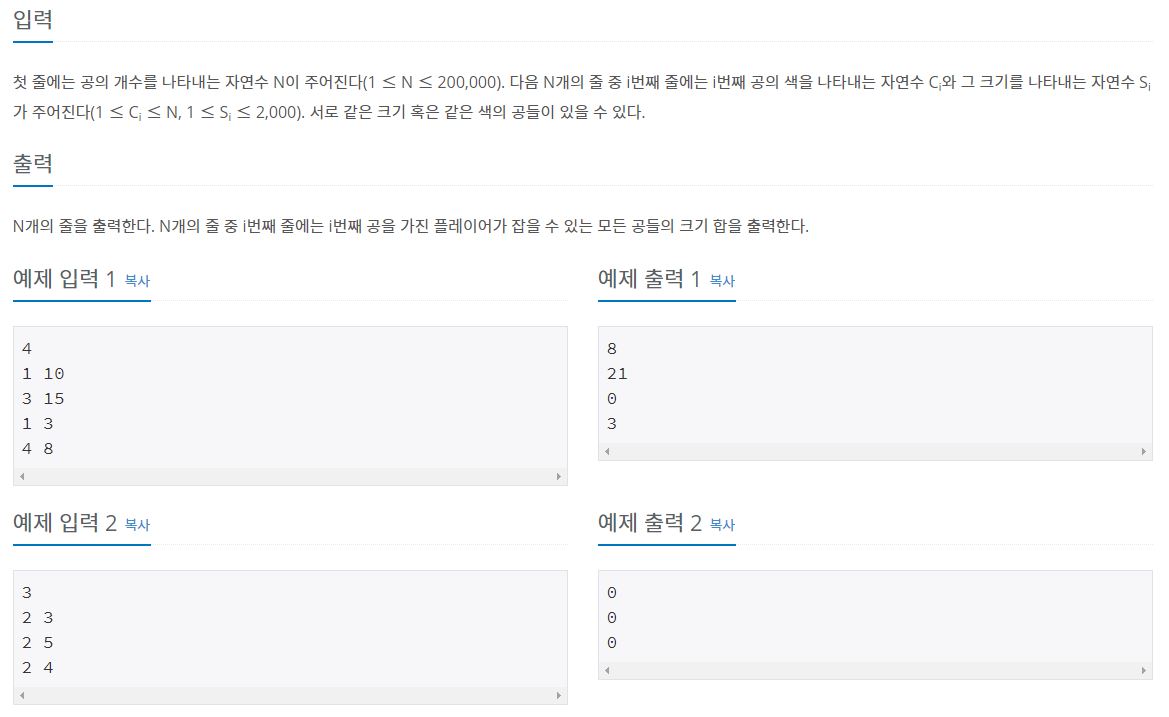 입력
첫 줄에는 공의 개수를 나타내는 자연수 N이 주어진다(1 ≤ N ≤ 200,000). 다음 N개의 줄 중 i번째 줄에는 i번째 공의 색을 나타내는 자연수 Ci와 그 크기를 나타내는 자연수 Si
가 주어진다(1 ≤ Ci ≤ N, 1 ≤ Si ≤ 2,000). 서로 같은 크기 혹은 같은 색의 공들이 있을 수 있다.
출력
N개의 줄을 출력한다. N개의 줄 중 i번째 줄에는 i번째 공을 가진 플레이어가 잡을 수 있는 모든 공들의 크기 합을 출력한다.
예제 입력 1 복사
4
1 10
3 15
1 3
4 8
예제 출력 1 복사
8
21
0
3
예제 입력 2 복사
3
2 3
2 5
2 4
예제 출력 2 복사
0
0
0